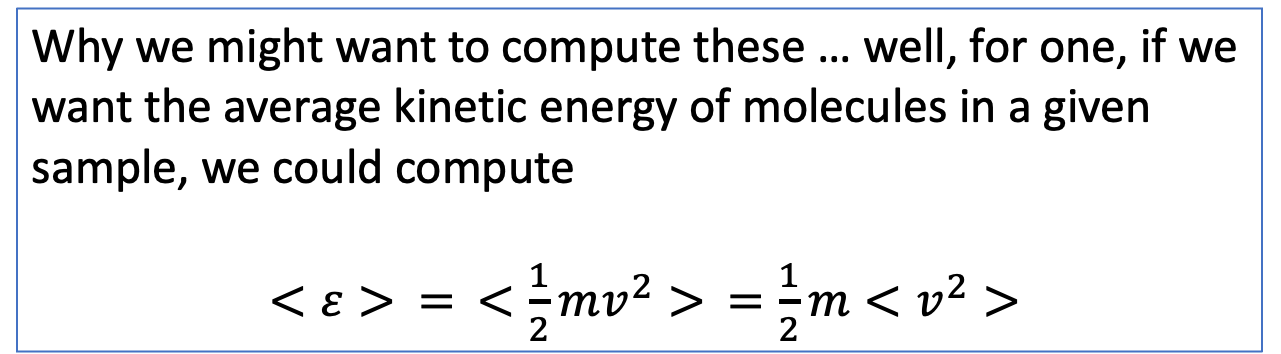 Why we might want to compute these ... well, for one, if we
want the average kinetic energy of molecules in a given
sample, we could compute
< ε > = < ½mv² > = ½m < v² >